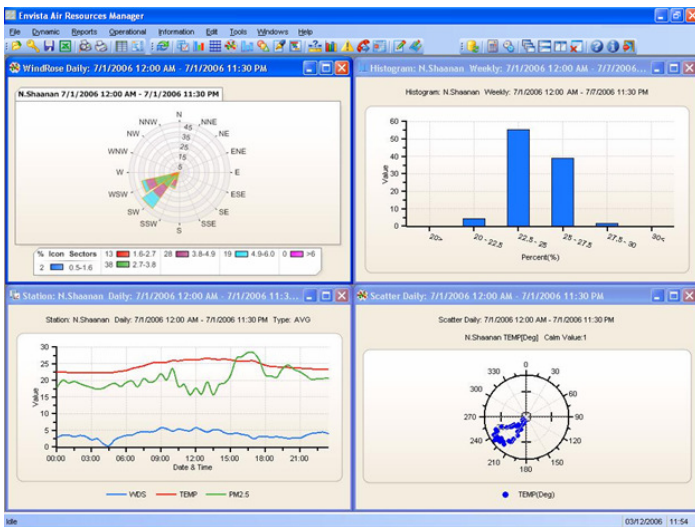 Envista Air Resources Manager
File Dynamic Reports Operational Information Edit Tools Windows Help
WindRose Daily: 7/1/2006 12:00 AM - 7/1/2006 11:30 PM
N.Shaanan 7/1/2006 12:00 AM - 7/1/2006 11:30 PM
N
NNW NNE
NW NE
WNW ENE
W E
WSW ESE
SW SE
SSW SSE
S
45
35
25
15
5
% Icon Sectors 13 1.6-2.7 28 3.8-4.9 19 4.9-6.0 0 >6
2 0.5-1.6 38 2.7-3.8
Histogram: N.Shaanan Weekly: 7/1/2006 12:00 AM - 7/7/2006...
Histogram: N.Shaanan Weekly: 7/1/2006 12:00 AM - 7/7/2006 11:30 PM
Value
60
50
40
30
20
10
0
20> 20 - 22.5 22.5 - 25 25 - 27.5 27.5 - 30 30<
Percent(%)
Station: N.Shaanan Daily: 7/1/2006 12:00 AM - 7/1/2006 11:3...
Station: N.Shaanan Daily: 7/1/2006 12:00 AM - 7/1/2006 11:30 PM Type: AVG
Value
30
25
20
15
10
5
0
00:00 03:00 06:00 09:00 12:00 15:00 18:00 21:00
Date & Time
WDS TEMP PM2.5
Scatter Daily: 7/1/2006 12:00 AM - 7/1/2006 11:30 PM
Scatter Daily: 7/1/2006 12:00 AM - 7/1/2006 11:30 PM
N.Shaanan TEMP[Deg] Calm Value:1
0
330 30
300 60
270 90
240 120
210 150
180
TEMP(Deg)
Idle 03/12/2006 11:54